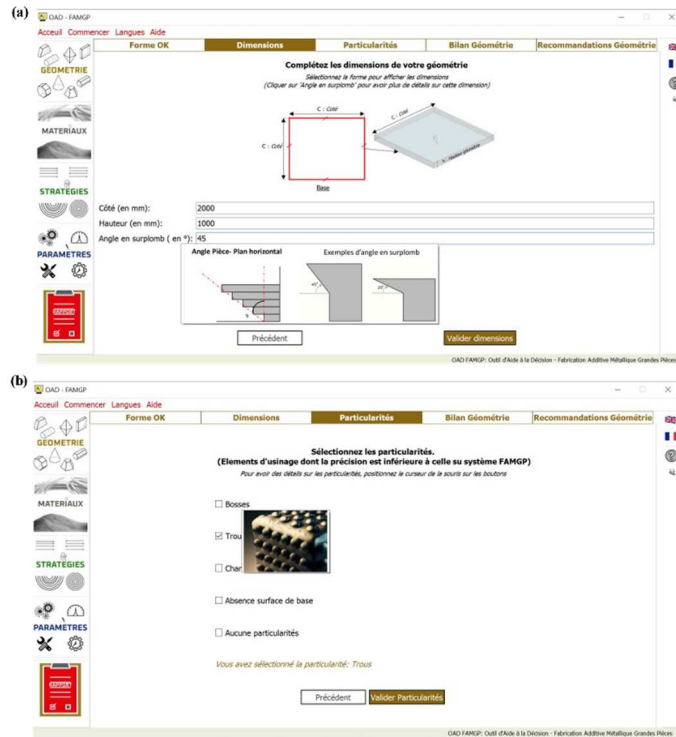 (a)
OAD - FAMGP
Acceuil Commencer Langues Aide
Forme OK Dimensions Particularités Bilan Géométrie Recommandations Géométrie
GÉOMETRIE
MATERIAUX
STRATÉGIES
PARAMÈTRES
Complétez les dimensions de votre géométrie
Sélectionnez la forme pour afficher les dimensions
(Cliquer sur 'Angle en surplomb' pour avoir plus de détails sur cette dimension)
C : Coté
C : Coté
C : Coté
Base
Côté (en mm): 2000
Hauteur (en mm): 1000
Angle en surplomb ( en °): 45
Angle Pièce- Plan horizontal
Exemples d'angle en surplomb
Précédent Valider dimensions
OAD FAMGP: Outil d'Aide à la Décision - Fabrication Additive Métallique Grandes Pièces
(b)
OAD - FAMGP
Acceuil Commencer Langues Aide
Forme OK Dimensions Particularités Bilan Géométrie Recommandations Géométrie
GÉOMETRIE
MATERIAUX
STRATÉGIES
PARAMÈTRES
Sélectionnez les particularités.
(Elements d'usinage dont la précision est inférieure à celle su système FAMGP)
Pour avoir des détails sur les particularités, positionnez le curseur de la souris sur les boutons
Bosses
Trou
Char
Absence surface de base
Aucune particularités
Vous avez sélectionné la particularité: Trous
Précédent Valider Particularités
OAD FAMGP: Outil d'Aide à la Décision - Fabrication Additive Métallique Grandes Pièces